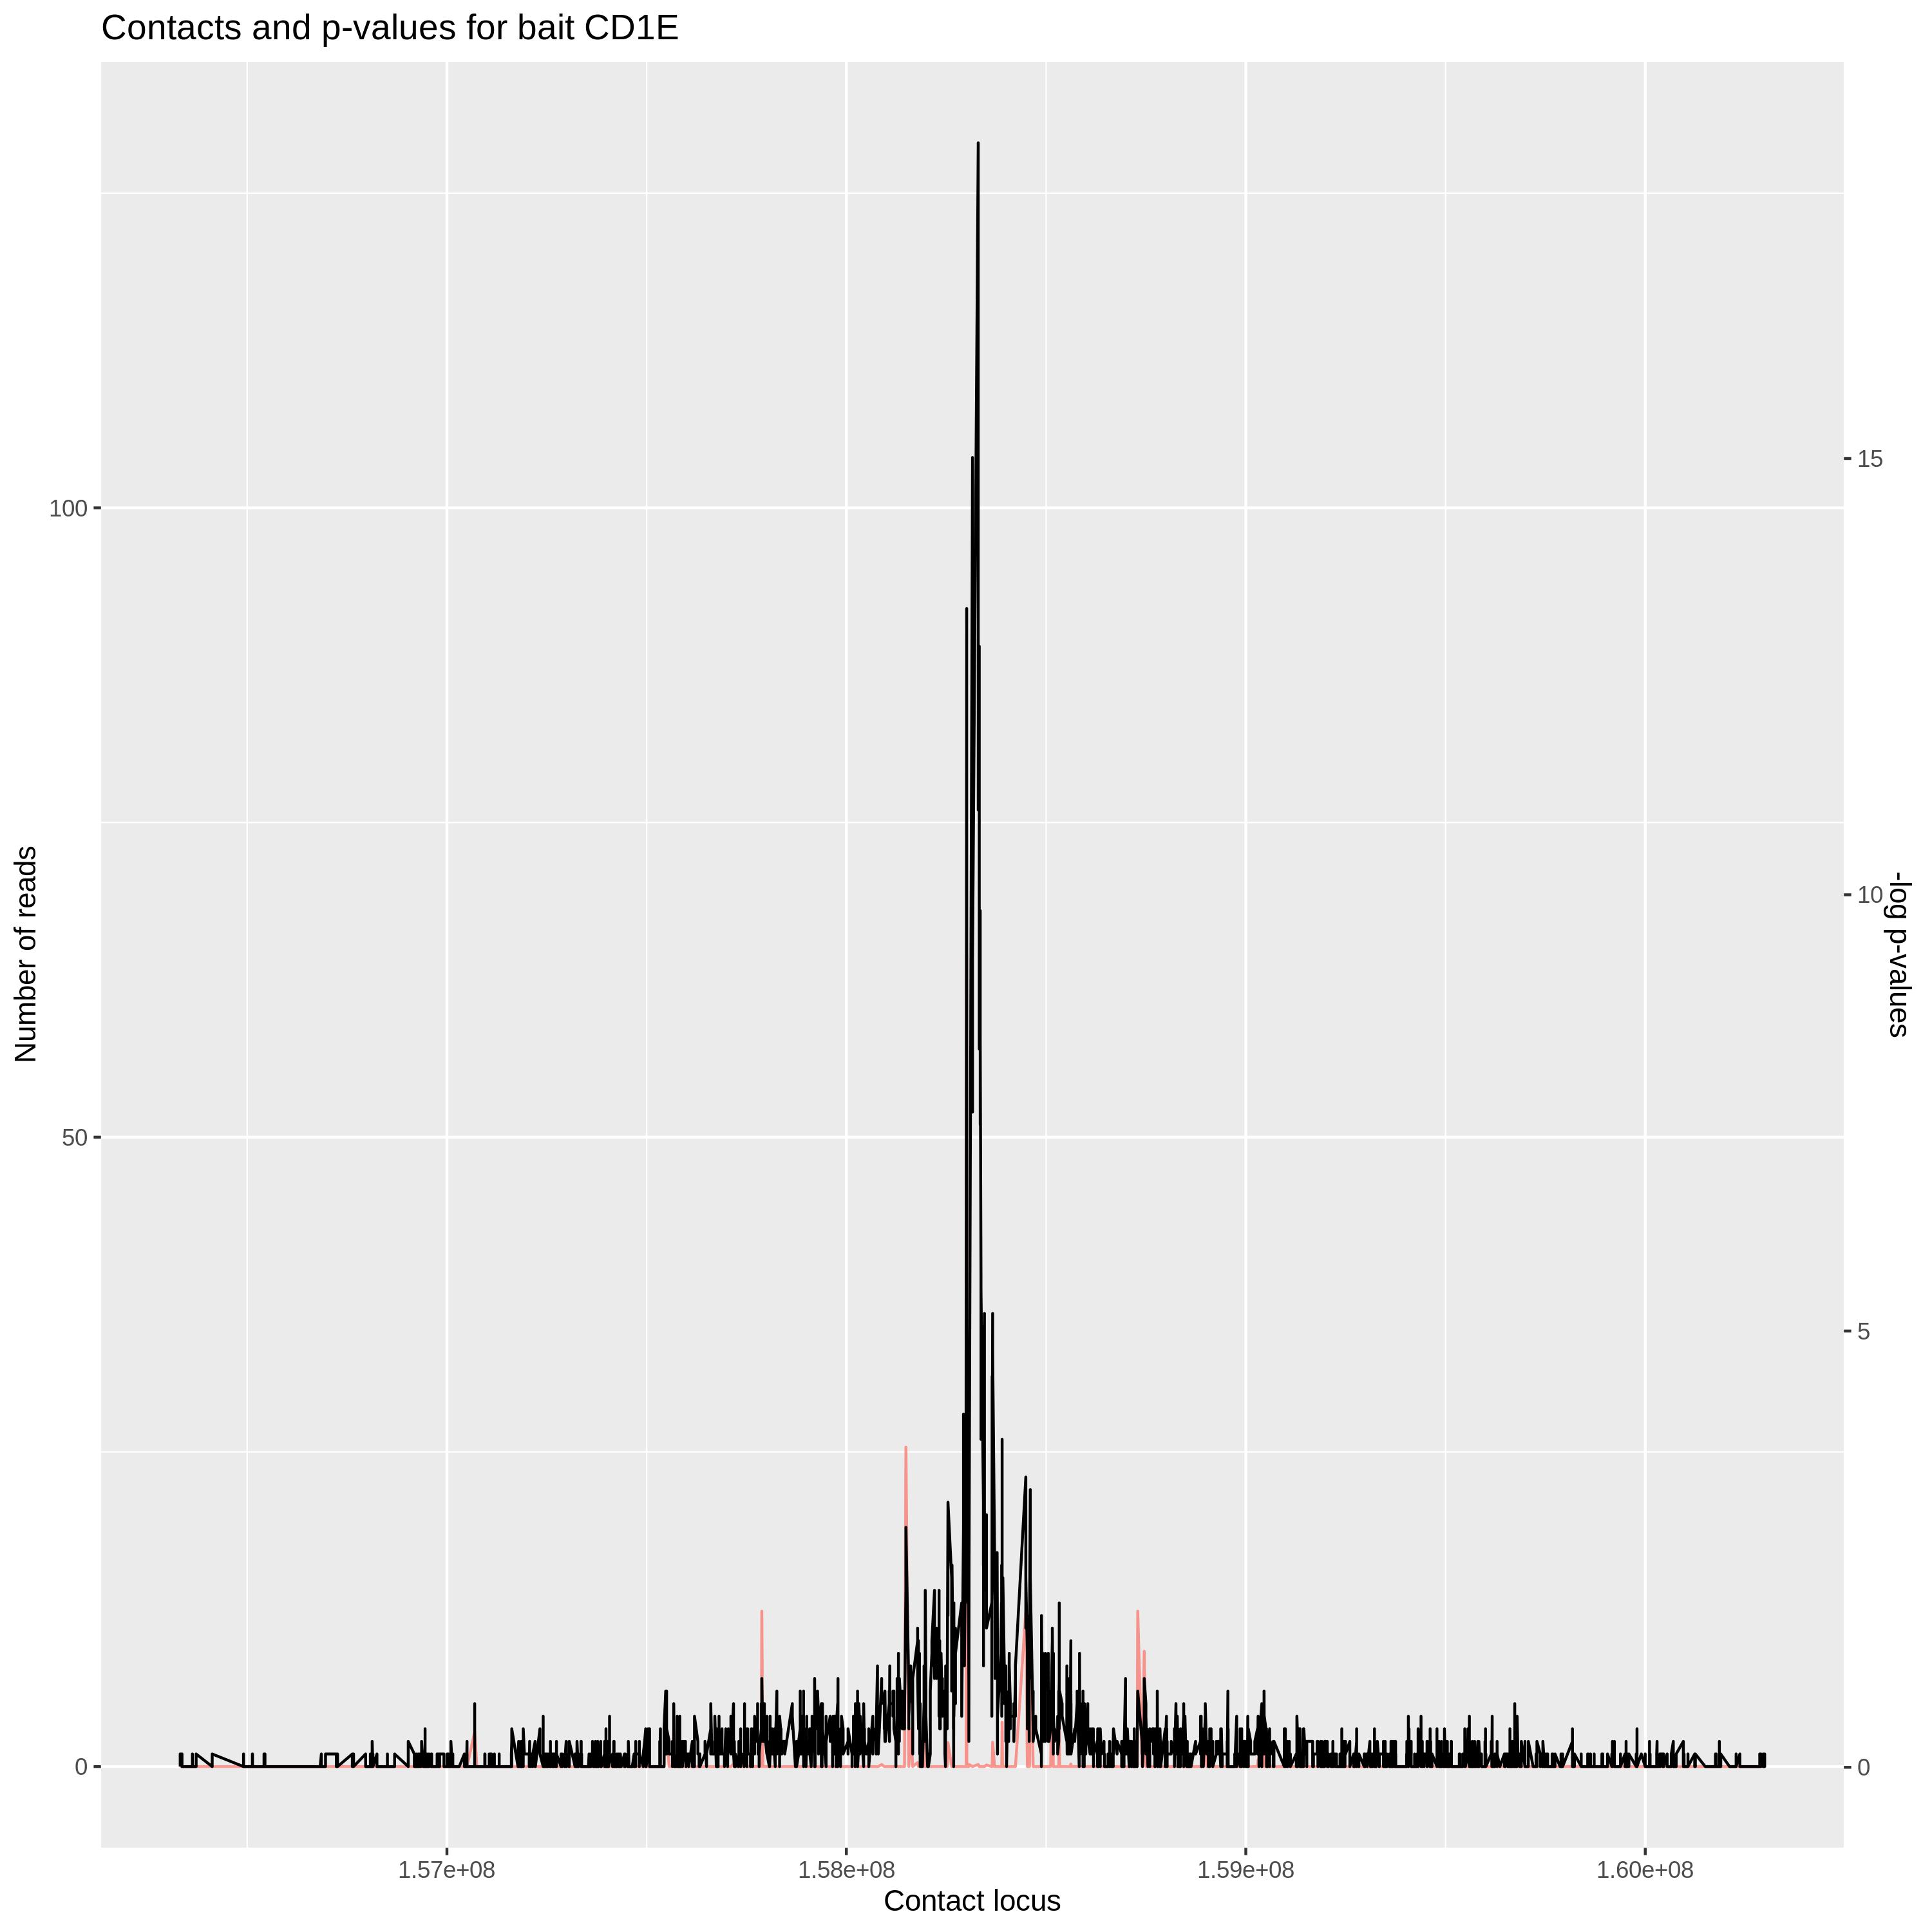 Contacts and p-values for bait CD1E
100
50
0
Number of reads
15
10
5
0
-log p-values
1.57e+08
1.58e+08
1.59e+08
1.60e+08
Contact locus